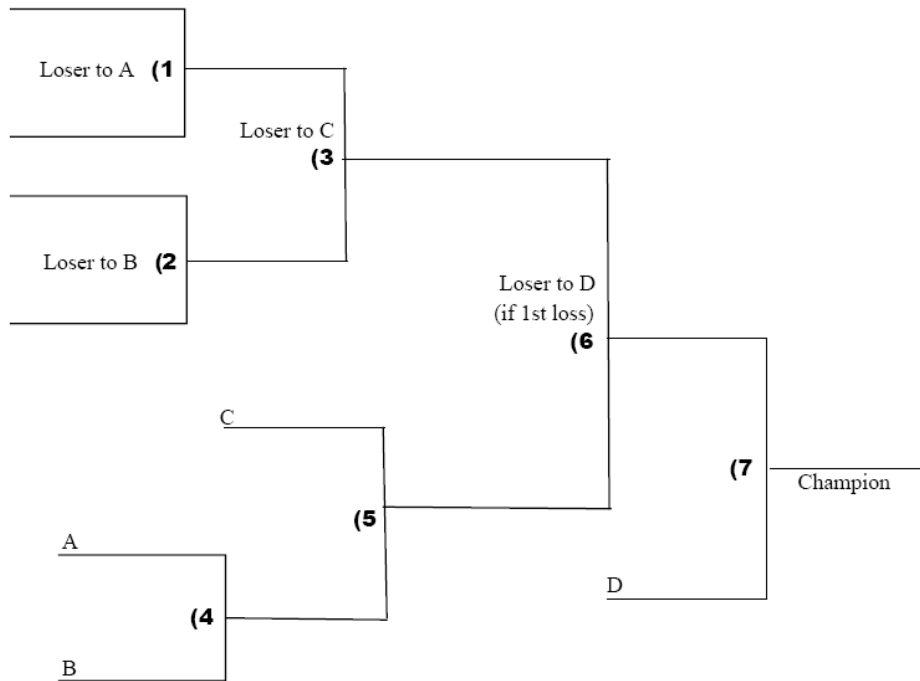 Loser to A (1
Loser to C
(3
Loser to B (2
Loser to D
(if 1st loss)
(6
C
(7
Champion
(5
A
D
(4
B